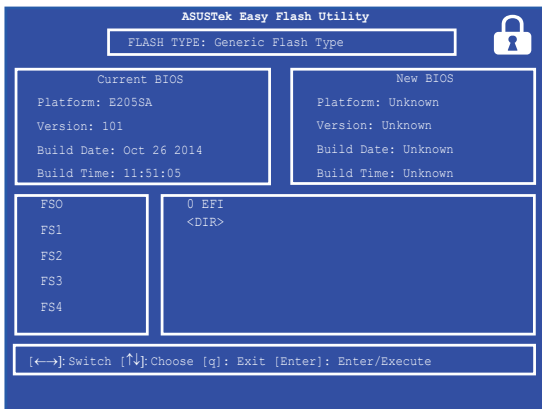 ASUSTek Easy Flash Utility
FLASH TYPE: Generic Flash Type
Current BIOS
Platform: E205SA
Version: 101
Build Date: Oct 26 2014
Build Time: 11:51:05
New BIOS
Platform: Unknown
Version: Unknown
Build Date: Unknown
Build Time: Unknown
FSO
FS1
FS2
FS3
FS4
0 EFI
<DIR>
[←→]: Switch [↑↓]: Choose [q]: Exit [Enter]: Enter/Execute